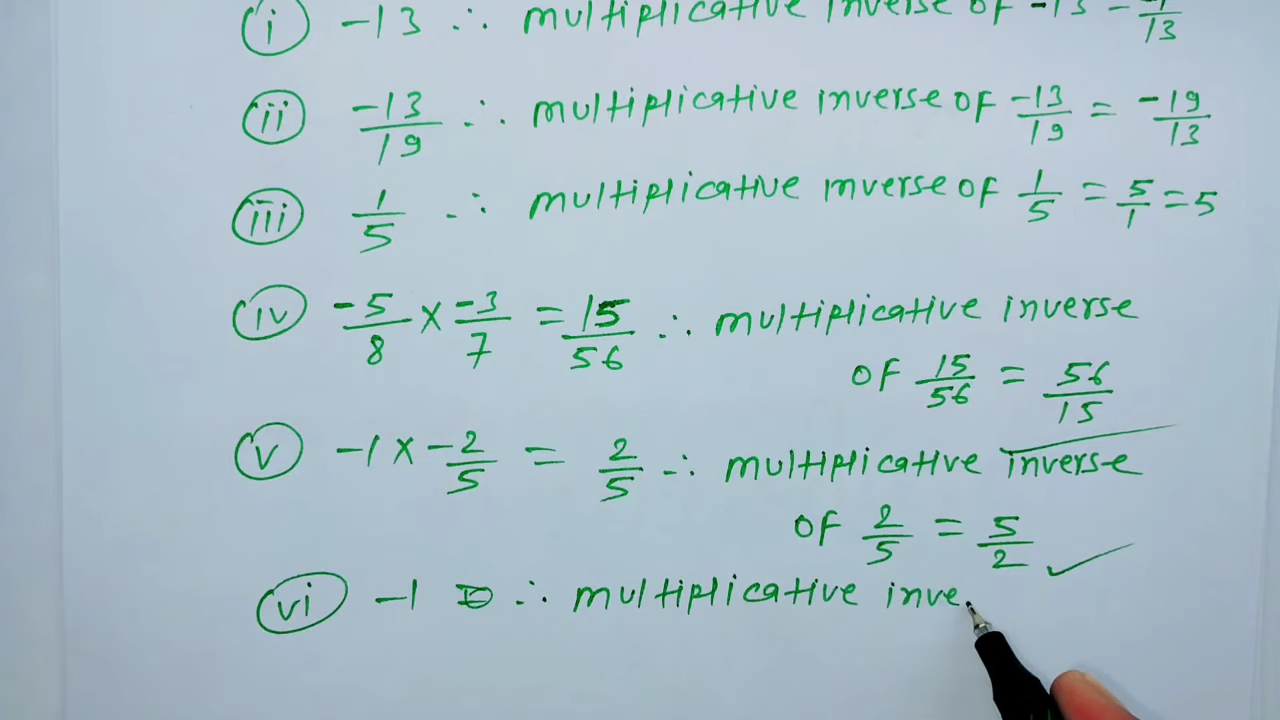 (i) -13 ∴ multiplicative inverse of -13 - 1/13
(ii) -13/19 ∴ multiplicative inverse of -13/19 = -19/13
(iii) 1/5 ∴ multiplicative inverse of 1/5 = 5/1 = 5
(iv) -5/8 × -3/7 = 15/56 ∴ multiplicative inverse
of 15/56 = 56/15
(v) -1 × -2/5 = 2/5 ∴ multiplicative inverse
of 2/5 = 5/2 ✓
(vi) -1 ∴ multiplicative inve